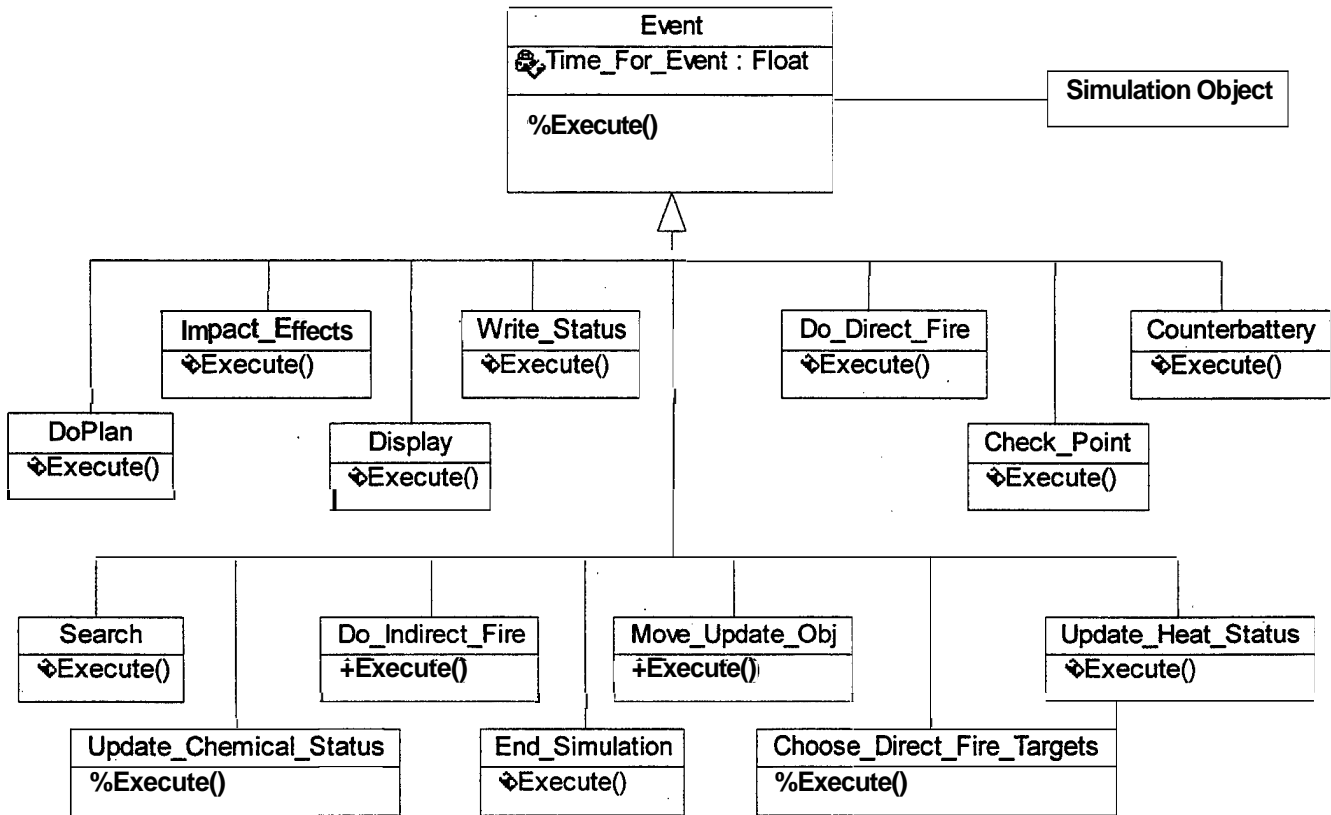 Event
Time_For_Event : Float
%Execute()
Simulation Object
Impact_Effects
Execute()
Write_Status
Execute()
Do_Direct_Fire
Execute()
Counterbattery
Execute()
DoPlan
Execute()
Display
Execute()
Check_Point
Execute()
Search
Execute()
Do_Indirect_Fire
+Execute()
Move_Update_Obj
+Execute()
Update_Heat_Status
Execute()
Update_Chemical_Status
%Execute()
End_Simulation
Execute()
Choose_Direct_Fire_Targets
%Execute()